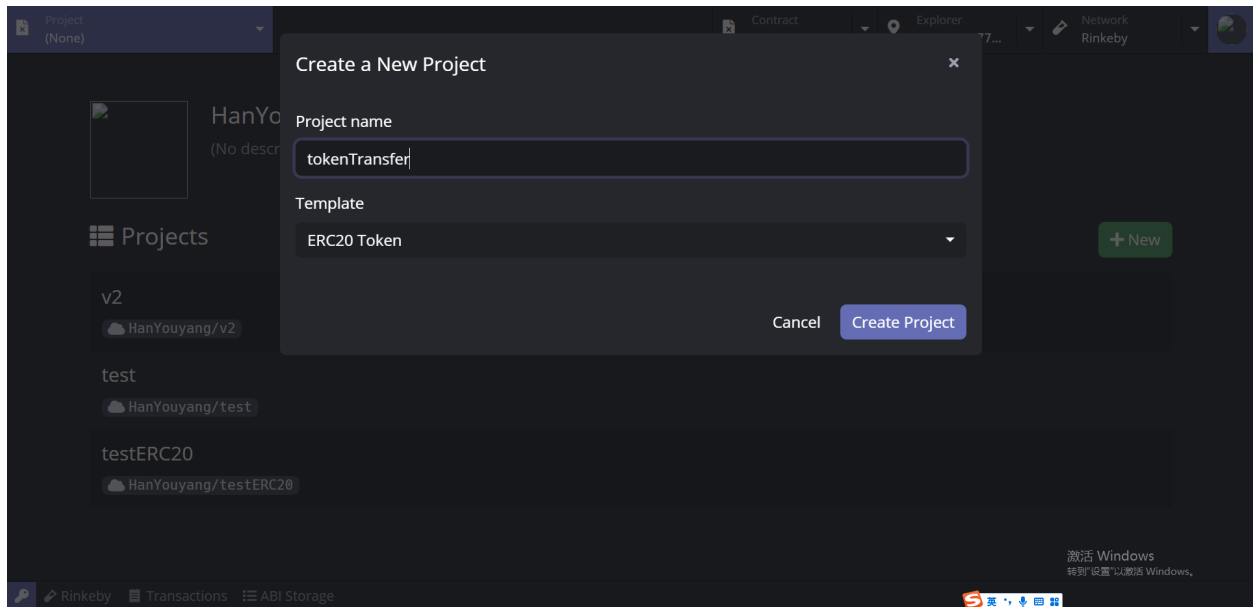 Project
(None)
Contract
Explorer
77...
Network
Rinkeby
Create a New Project
×
Project name
tokenTransfer
Template
ERC20 Token
Cancel
Create Project
HanYo
(No descr
Projects
+ New
v2
HanYouyang/v2
test
HanYouyang/test
testERC20
HanYouyang/testERC20
激活 Windows
转到"设置"以激活 Windows。
Rinkeby
Transactions
ABI Storage
英